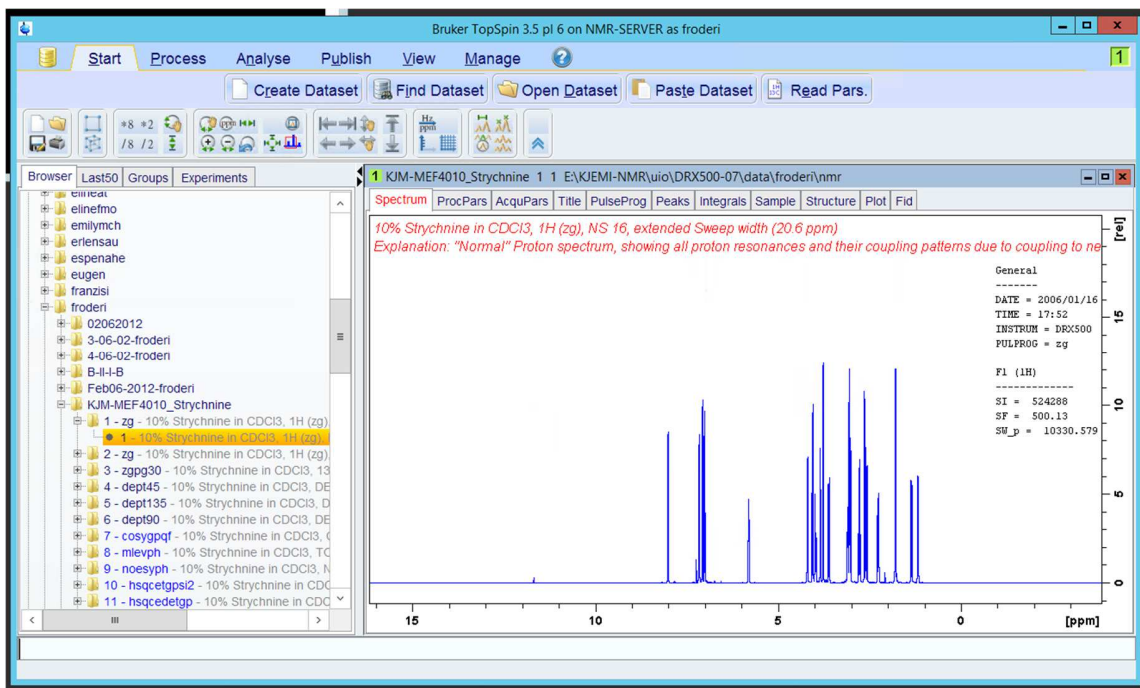 Bruker TopSpin 3.5 pl 6 on NMR-SERVER as froderi
Start Process Analyse Publish View Manage 1
Create Dataset Find Dataset Open Dataset Paste Dataset Read Pars.
*8 *2 ppm Hz
/8 /2 ppm
Browser Last50 Groups Experiments
1 KJM-MEF4010_Strychnine 1 1 E:\KJEMI-NMR\uio\DRX500-07\data\froderi\nmr
Spectrum ProcPars AcquPars Title PulseProg Peaks Integrals Sample Structure Plot Fid
elineat
elinefmo
emilymch
erlensau
espenahe
eugen
franzisi
froderi
02062012
3-06-02-froderi
4-06-02-froderi
B-II-I-B
Feb06-2012-froderi
KJM-MEF4010_Strychnine
1 - zg - 10% Strychnine in CDCl3, 1H (zg),
1 - 10% Strychnine in CDCl3, 1H (zg),
2 - zg - 10% Strychnine in CDCl3, 1H (zg)
3 - zgpg30 - 10% Strychnine in CDCl3, 13
4 - dept45 - 10% Strychnine in CDCl3, DE
5 - dept135 - 10% Strychnine in CDCl3, D
6 - dept90 - 10% Strychnine in CDCl3, DE
7 - cosygpqf - 10% Strychnine in CDCl3, C
8 - mlevph - 10% Strychnine in CDCl3, TO
9 - noesyph - 10% Strychnine in CDCl3, N
10 - hsqcetgpsi2 - 10% Strychnine in CDC
11 - hsqcedetgp - 10% Strychnine in CDC
10% Strychnine in CDCl3, 1H (zg), NS 16, extended Sweep width (20.6 ppm)
Explanation: "Normal" Proton spectrum, showing all proton resonances and their coupling patterns due to coupling to ne
General
-------
DATE = 2006/01/16
TIME = 17:52
INSTRUM = DRX500
PULPROG = zg
F1 (1H)
-------------
SI = 524288
SF = 500.13
SW_p = 10330.579
[rel]
15
10
5
0
15 10 5 0 [ppm]